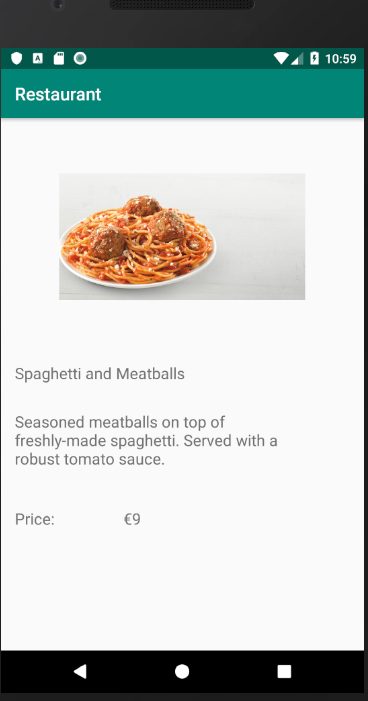 10:59
Restaurant
Spaghetti and Meatballs
Seasoned meatballs on top of
freshly-made spaghetti. Served with a
robust tomato sauce.
Price: €9